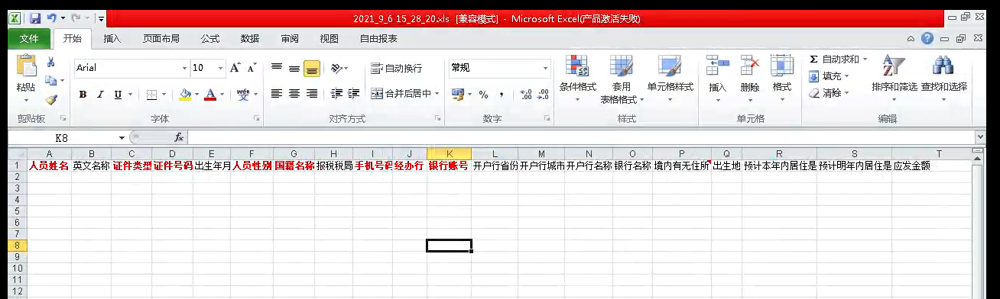 2021_9_6 15_28_20.xls [兼容模式] - Microsoft Excel(产品激活失败)
文件 开始 插入 页面布局 公式 数据 审阅 视图 自由报表
Arial 10 自动换行 常规 Σ 自动求和
粘贴 条件格式 套用 单元格样式 插入 删除 格式 填充 排序和筛选 查找和选择
B I U wén 文 合并后居中 % , 表格格式 清除
剪贴板 字体 对齐方式 数字 样式 单元格 编辑
K8 fx
A B C D E F G H I J K L M N O P Q R S T
1 人员姓名 英文名称 证件类型 证件号码 出生年月 人员性别 国籍名称 报税税局 手机号码 经办行 银行账号 开户行省份 开户行城市 开户行名称 银行名称 境内有无住所 出生地 预计本年内居住是 预计明年内居住是 应发金额
2
3
4
5
6
7
8
9
10
11
12